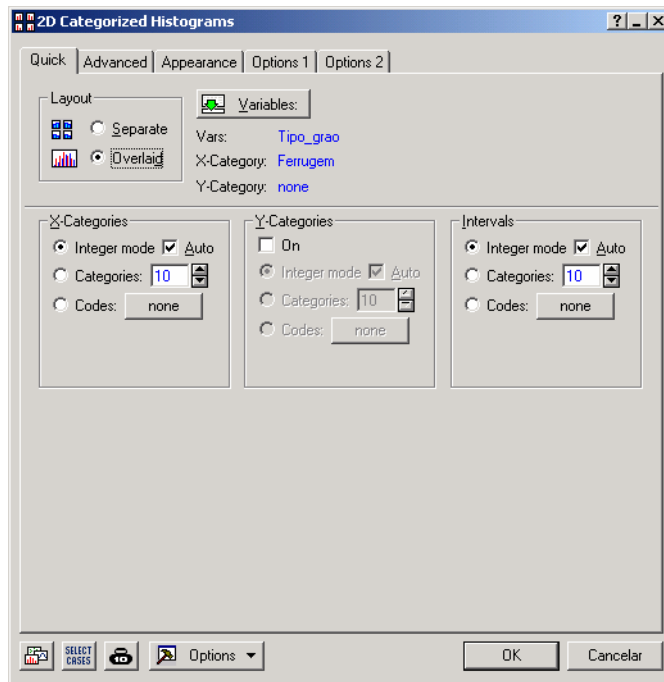 2D Categorized Histograms
Quick Advanced Appearance Options 1 Options 2
Layout
Separate
Overlaid
Variables:
Vars: Tipo_grao
X-Category: Ferrugem
Y-Category: none
X-Categories
Integer mode Auto
Categories: 10
Codes: none
Y-Categories
On
Integer mode Auto
Categories: 10
Codes: none
Intervals
Integer mode Auto
Categories: 10
Codes: none
SELECT
CASES
Options
OK
Cancelar